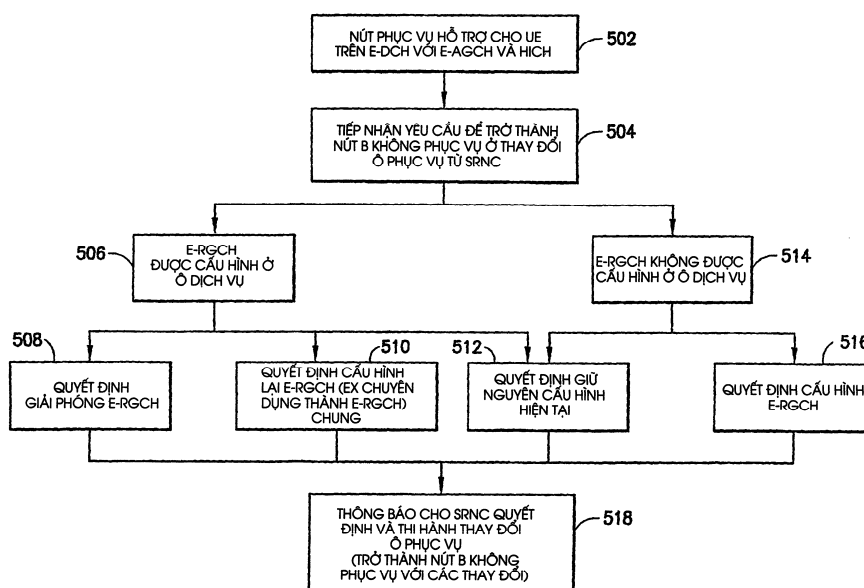 NÚT PHỤC VỤ HỖ TRỢ CHO UE
TRÊN E-DCH VỚI E-AGCH VÀ HICH
502
TIẾP NHẬN YÊU CẦU ĐỂ TRỞ THÀNH
NÚT B KHÔNG PHỤC VỤ Ở THAY ĐỔI
Ô PHỤC VỤ TỪ SRNC
504
506
E-RGCH
ĐƯỢC CẤU HÌNH Ở
Ô DỊCH VỤ
E-RGCH KHÔNG ĐƯỢC
CẤU HÌNH Ở Ô DỊCH VỤ
514
508
QUYẾT ĐỊNH
GIẢI PHÓNG E-RGCH
510
QUYẾT ĐỊNH CẤU HÌNH
LẠI E-RGCH (EX CHUYÊN
DỤNG THÀNH E-RGCH)
CHUNG
512
QUYẾT ĐỊNH GIỮ
NGUYÊN CẤU HÌNH
HIỆN TẠI
516
QUYẾT ĐỊNH CẤU HÌNH
E-RGCH
THÔNG BÁO CHO SRNC QUYẾT
ĐỊNH VÀ THI HÀNH THAY ĐỔI
Ô PHỤC VỤ
(TRỞ THÀNH NÚT B KHÔNG
PHỤC VỤ VỚI CÁC THAY ĐỔI)
518